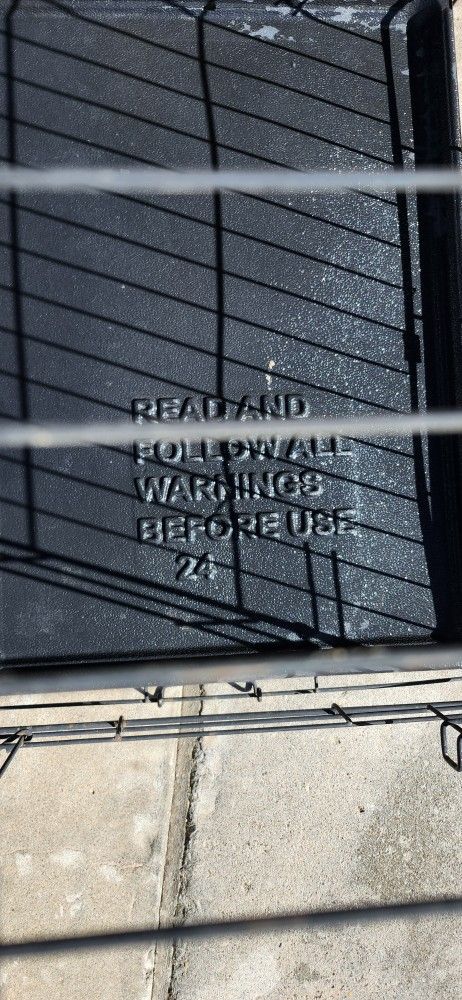 READ AND
FOLLOW ALL
WARNINGS
BEFORE USE
24